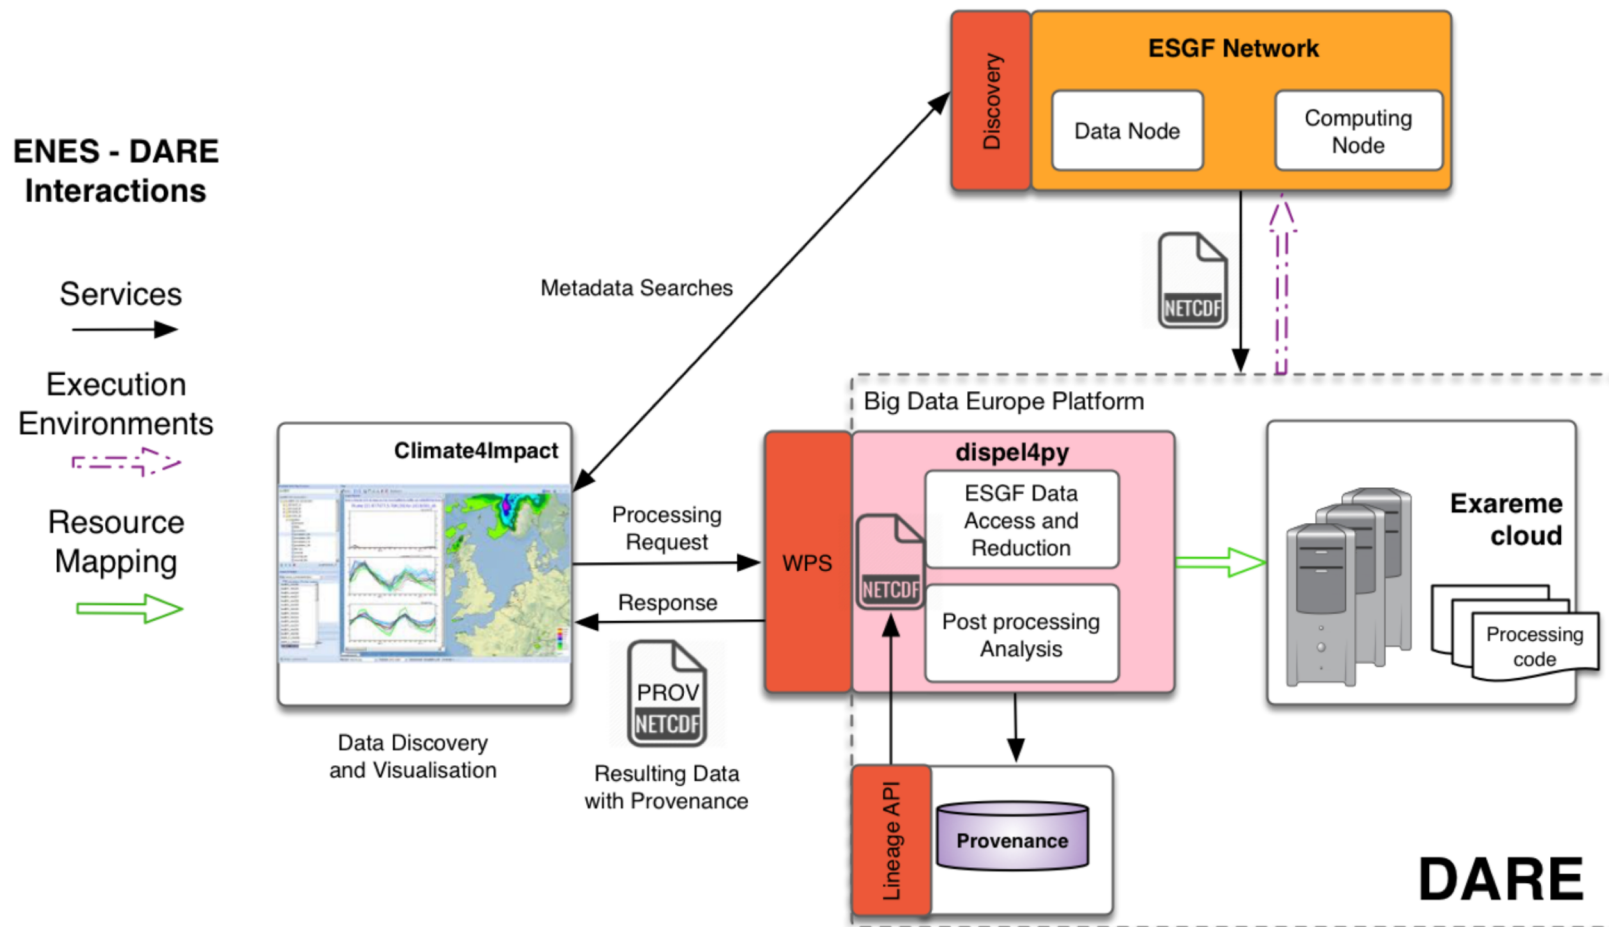 ENES - DARE
Interactions
Services
Execution
Environments
Resource
Mapping
ESGF Network
Discovery
Data Node
Computing
Node
Metadata Searches
NETCDF
Big Data Europe Platform
Climate4Impact
Data Discovery
and Visualisation
Processing
Request
Response
PROV
NETCDF
Resulting Data
with Provenance
WPS
dispel4py
NETCDF
ESGF Data
Access and
Reduction
Post processing
Analysis
Exareme
cloud
Processing
code
Lineage API
Provenance
DARE